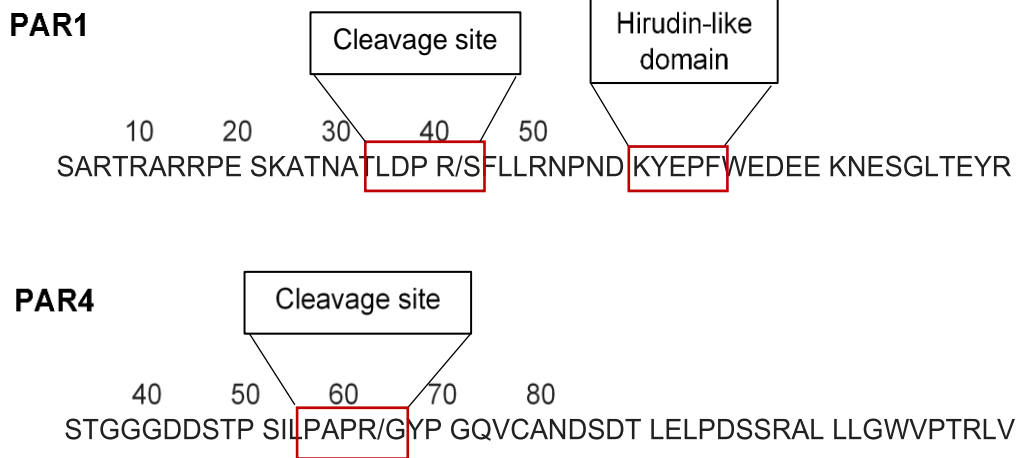 PAR1
Cleavage site
Hirudin-like
domain
10 20 30 40 50
SARTRARRPE SKATNATLDP R/SFLLRNPND KYEPFWEDEE KNESGLTEYR
PAR4
Cleavage site
40 50 60 70 80
STGGGDDSTP SILPAPR/GYP GQVCANDSDT LELPDSSRAL LLGWVPTRLV